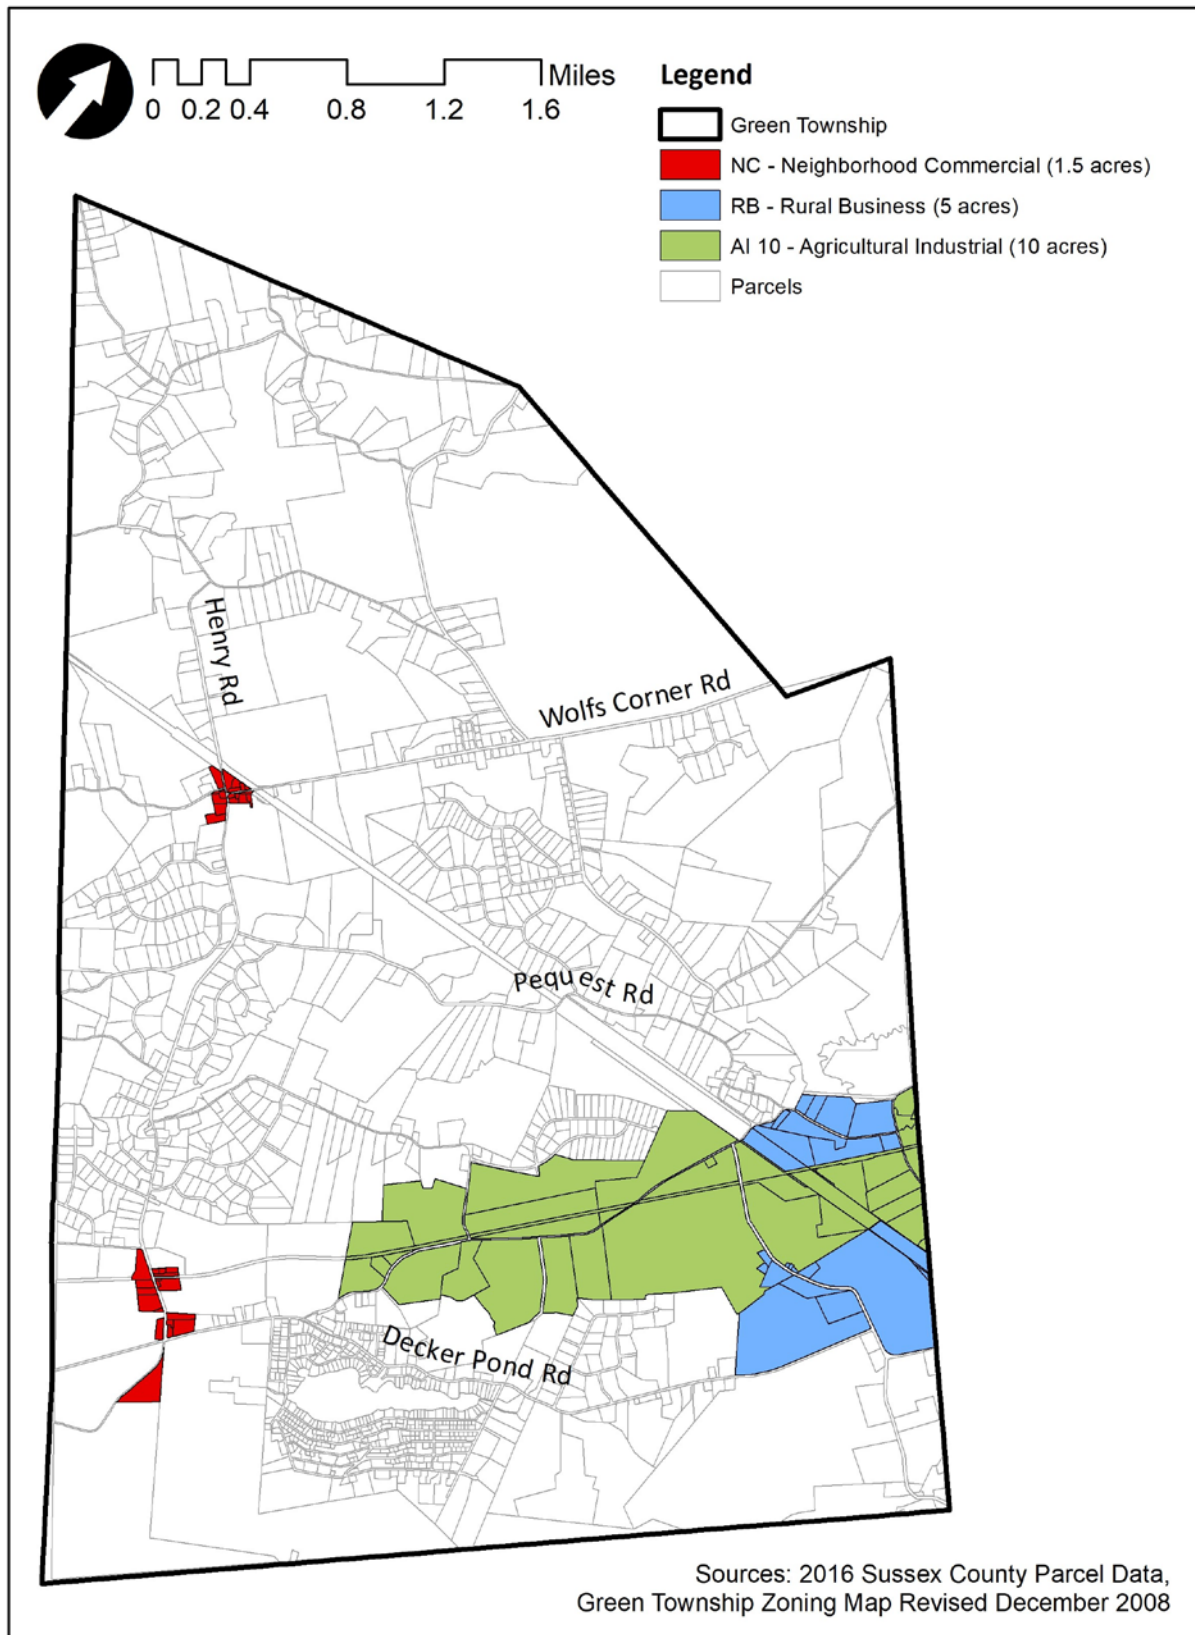 Miles
0 0.2 0.4 0.8 1.2 1.6
Legend
Green Township
NC - Neighborhood Commercial (1.5 acres)
RB - Rural Business (5 acres)
AI 10 - Agricultural Industrial (10 acres)
Parcels
Henry Rd
Wolfs Corner Rd
Pequest Rd
Decker Pond Rd
Sources: 2016 Sussex County Parcel Data,
Green Township Zoning Map Revised December 2008